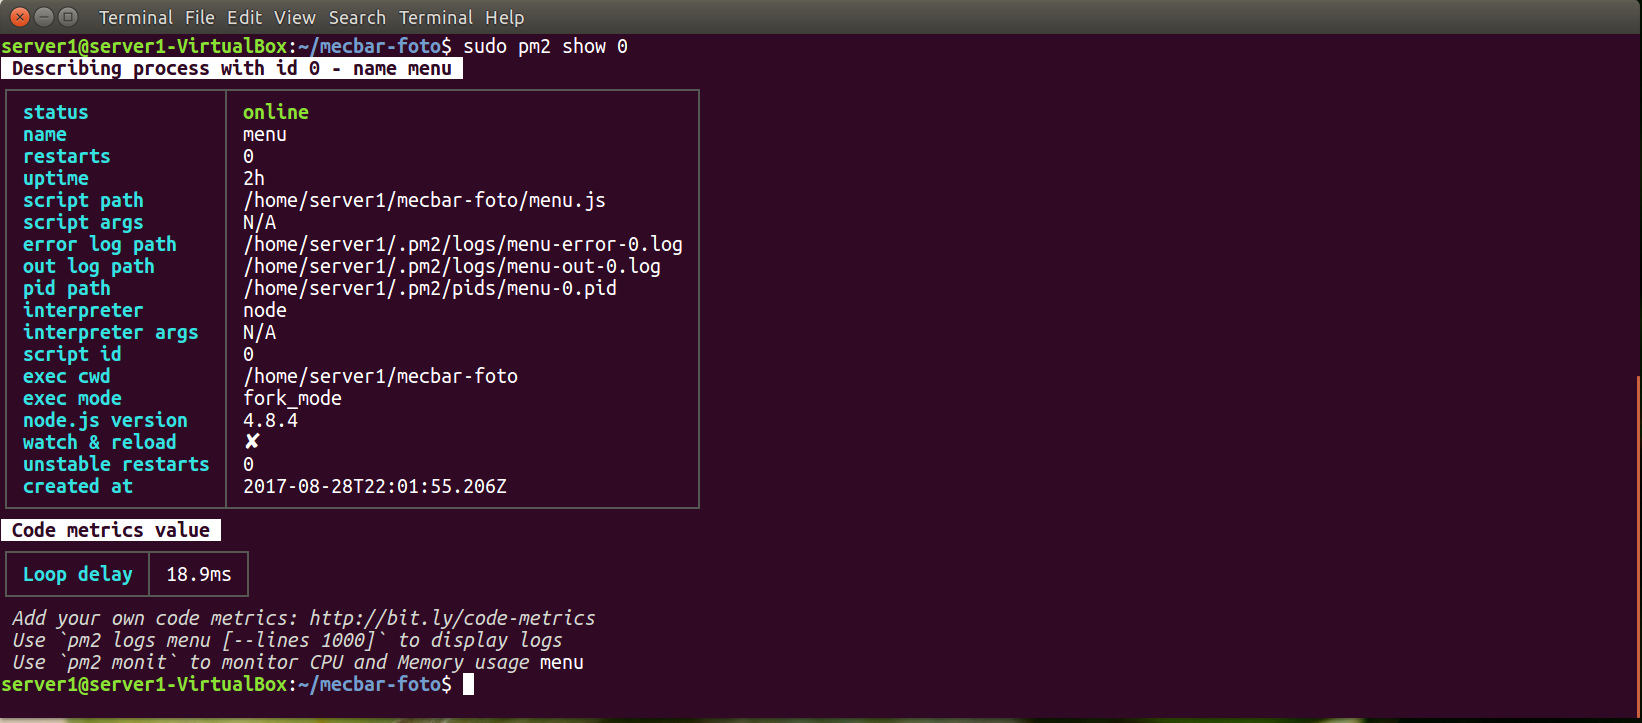 Terminal File Edit View Search Terminal Help
server1@server1-VirtualBox:~/mecbar-foto$ sudo pm2 show 0
Describing process with id 0 - name menu
status online
name menu
restarts 0
uptime 2h
script path /home/server1/mecbar-foto/menu.js
script args N/A
error log path /home/server1/.pm2/logs/menu-error-0.log
out log path /home/server1/.pm2/logs/menu-out-0.log
pid path /home/server1/.pm2/pids/menu-0.pid
interpreter node
interpreter args N/A
script id 0
exec cwd /home/server1/mecbar-foto
exec mode fork_mode
node.js version 4.8.4
watch & reload ✘
unstable restarts 0
created at 2017-08-28T22:01:55.206Z
Code metrics value
Loop delay 18.9ms
Add your own code metrics: http://bit.ly/code-metrics
Use `pm2 logs menu [--lines 1000]` to display logs
Use `pm2 monit` to monitor CPU and Memory usage menu
server1@server1-VirtualBox:~/mecbar-foto$